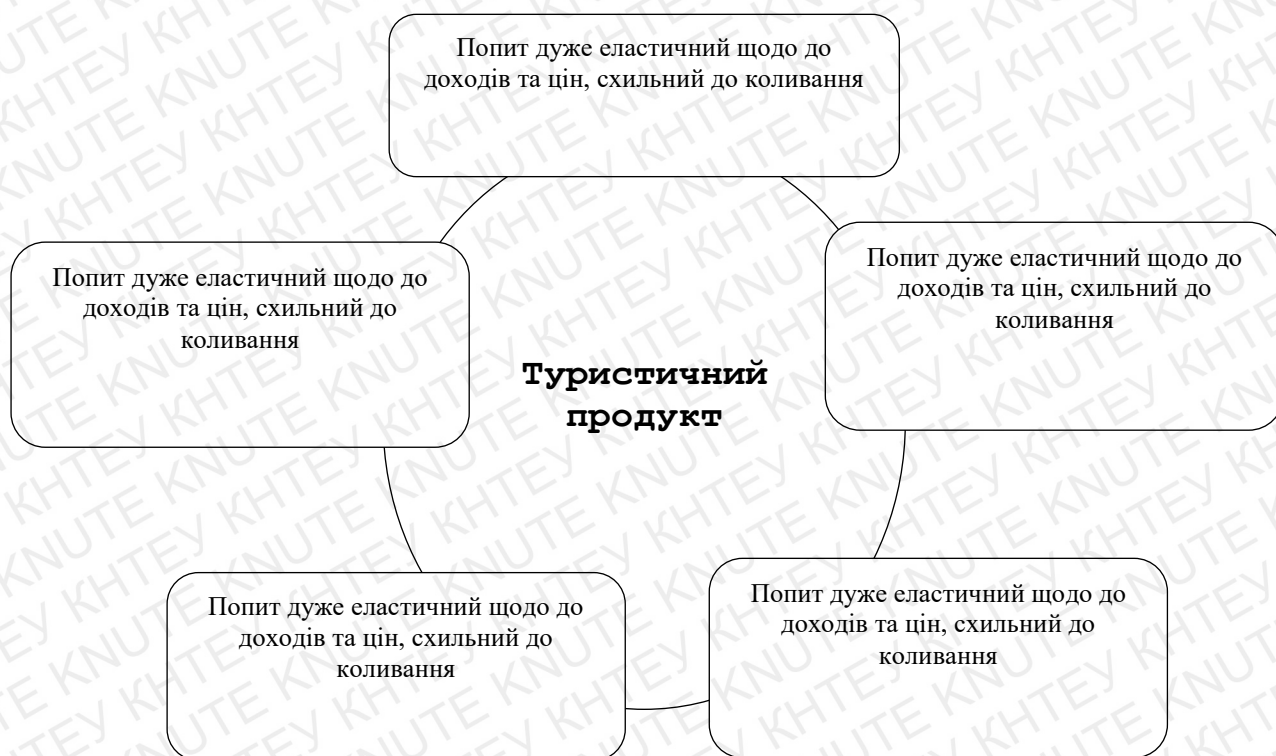 Попит дуже еластичний щодо до
доходів та цін, схильний до коливання
Попит дуже еластичний щодо до
доходів та цін, схильний до
коливання
Попит дуже еластичний щодо до
доходів та цін, схильний до
коливання
Туристичний
продукт
Попит дуже еластичний щодо до
доходів та цін, схильний до
коливання
Попит дуже еластичний щодо до
доходів та цін, схильний до
коливання